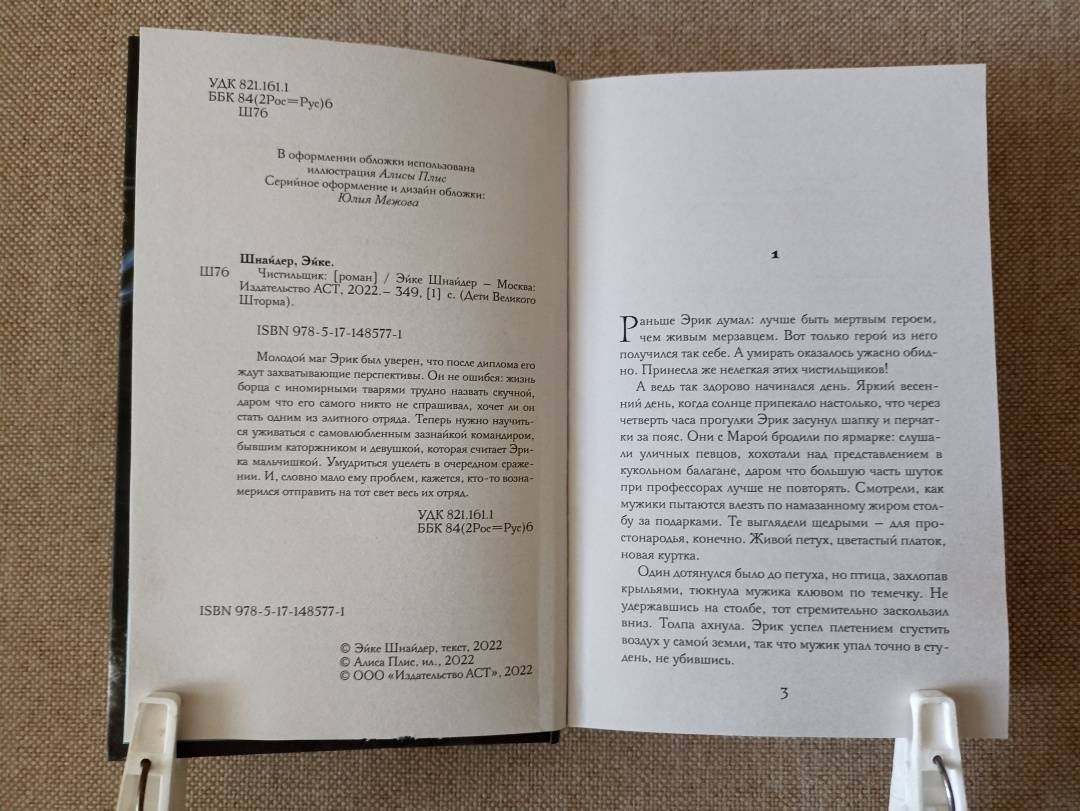 УДК 821.161.1
ББК 84(2Рос=Рус)6
Ш76
В оформлении обложки использована
иллюстрация Алисы Плис
Серийное оформление и дизайн обложки:
Юлия Межова
Шнайдер, Эйке.
Ш76 Чистильщик: [роман] / Эйке Шнайдер – Москва:
Издательство АСТ, 2022.– 349, [1] с. (Дети Великого
Шторма).
ISBN 978-5-17-148577-1
Молодой маг Эрик был уверен, что после диплома его
ждут захватывающие перспективы. Он не ошибся: жизнь
борца с иномирными тварями трудно назвать скучной,
даром что его самого никто не спрашивал, хочет ли он
стать одним из элитного отряда. Теперь нужно научить-
ся уживаться с самовлюбленным зазнайкой командиром,
бывшим каторжником и девушкой, которая считает Эри-
ка мальчишкой. Умудриться уцелеть в очередном сраже-
нии. И, словно мало ему проблем, кажется, кто-то возна-
мерился отправить на тот свет весь их отряд.
УДК 821.161.1
ББК 84(2Рос=Рус)6
ISBN 978-5-17-148577-1
© Эйке Шнайдер, текст, 2022
© Алиса Плис, ил., 2022
© ООО «Издательство АСТ», 2022
1
Раньше Эрик думал: лучше быть мертвым героем,
чем живым мерзавцем. Вот только герой из него
получился так себе. А умирать оказалось ужасно обид-
но. Принесла же нелегкая этих чистильщиков!
А ведь так здорово начинался день. Яркий весен-
ний день, когда солнце припекало настолько, что через
четверть часа прогулки Эрик засунул шапку и перчат-
ки за пояс. Они с Марой бродили по ярмарке: слуша-
ли уличных певцов, хохотали над представлением в
кукольном балагане, даром что большую часть шуток
при профессорах лучше не повторять. Смотрели, как
мужики пытаются влезть по намазанному жиром стол-
бу за подарками. Те выглядели щедрыми – для про-
стонародья, конечно. Живой петух, цветастый платок,
новая куртка.
Один дотянулся было до петуха, но птица, захлопав
крыльями, тюкнула мужика клювом по темечку. Не
удержавшись на столбе, тот стремительно заскользил
вниз. Толпа ахнула. Эрик успел плетением сгустить
воздух у самой земли, так что мужик упал точно в сту-
день, не убившись.
3